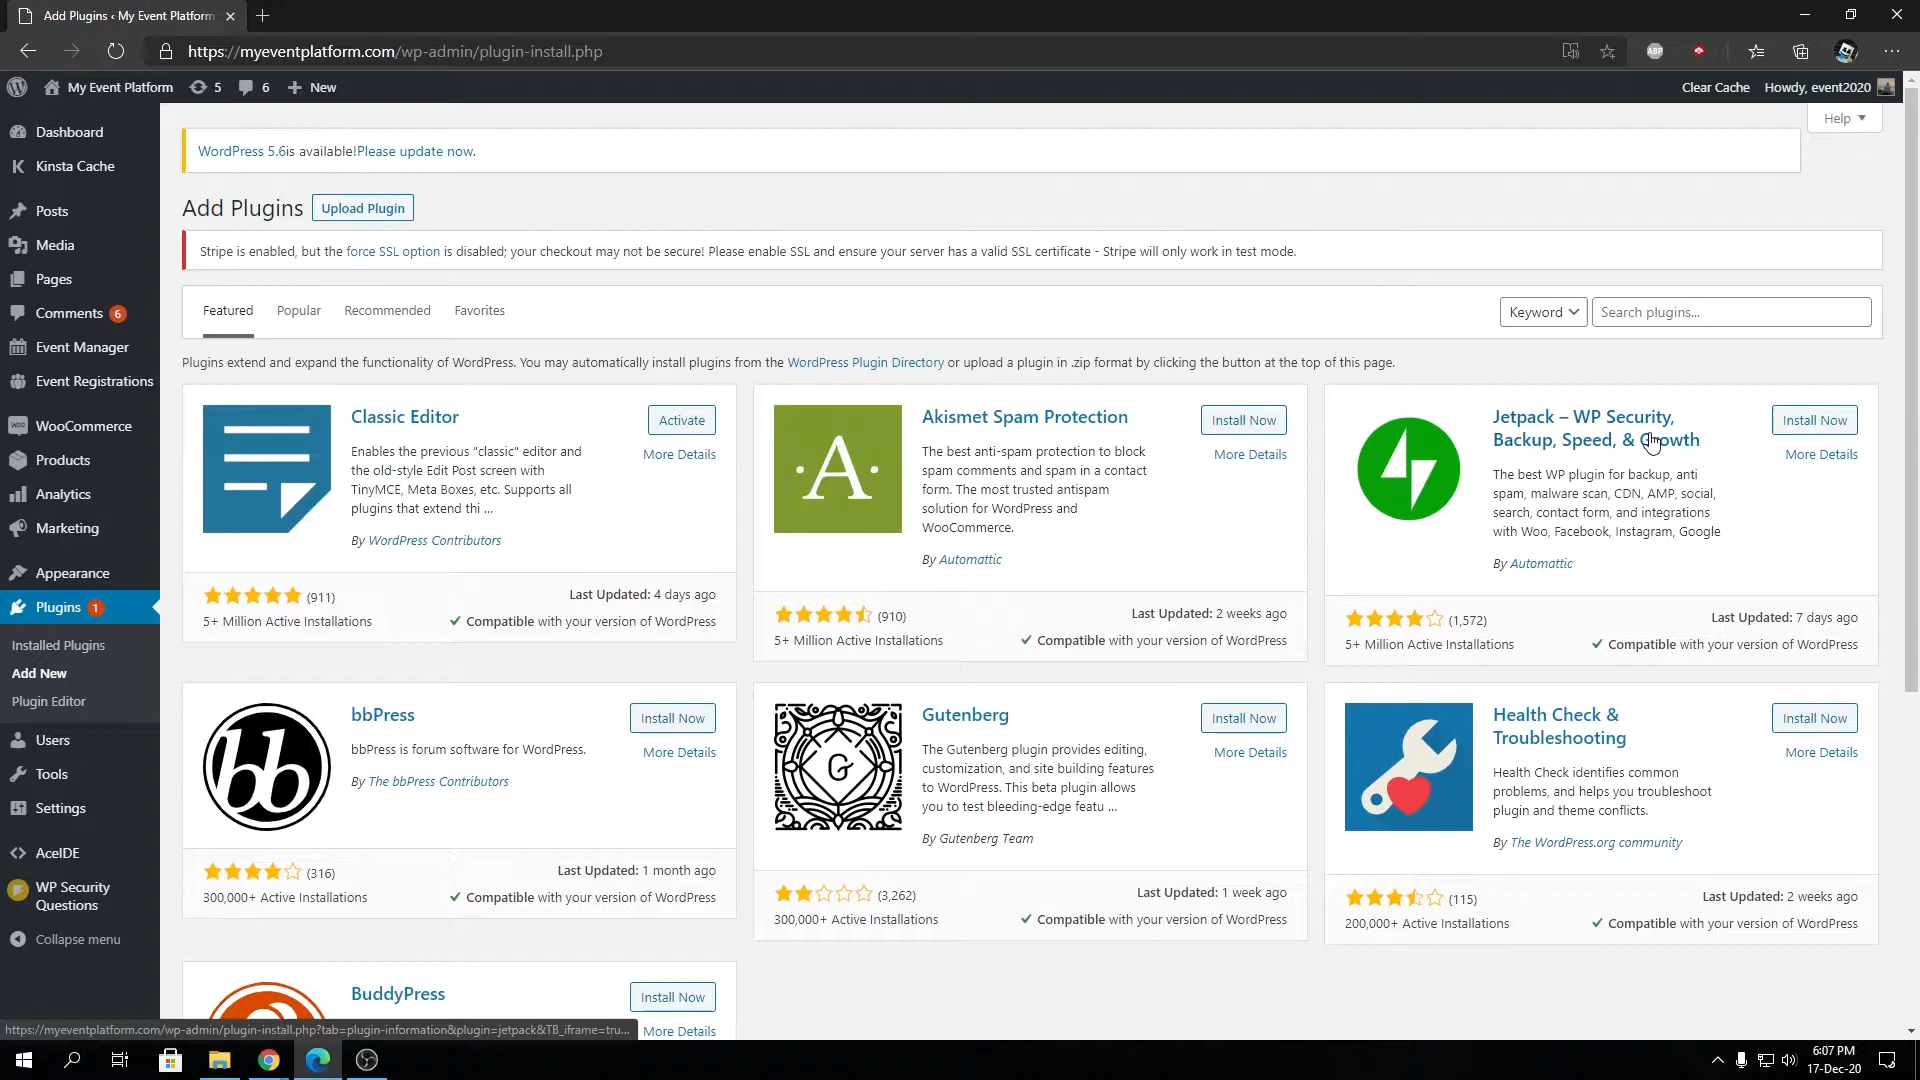 Add Plugins ‹ My Event Platform
https://myeventplatform.com/wp-admin/plugin-install.php
ABP
My Event Platform
5
6
New
Clear Cache
Howdy, event2020
Dashboard
Kinsta Cache
Posts
Media
Pages
Comments 6
Event Manager
Event Registrations
WooCommerce
Products
Analytics
Marketing
Appearance
Plugins 1
Installed Plugins
Add New
Plugin Editor
Users
Tools
Settings
AceIDE
WP Security
Questions
Collapse menu
Help
WordPress 5.6is available!Please update now.
Add Plugins
Upload Plugin
Stripe is enabled, but the force SSL option is disabled; your checkout may not be secure! Please enable SSL and ensure your server has a valid SSL certificate - Stripe will only work in test mode.
Featured
Popular
Recommended
Favorites
Keyword
Search plugins...
Plugins extend and expand the functionality of WordPress. You may automatically install plugins from the WordPress Plugin Directory or upload a plugin in .zip format by clicking the button at the top of this page.
Classic Editor
Activate
More Details
Enables the previous "classic" editor and
the old-style Edit Post screen with
TinyMCE, Meta Boxes, etc. Supports all
plugins that extend thi ...
By WordPress Contributors
(911)
Last Updated: 4 days ago
5+ Million Active Installations
Compatible with your version of WordPress
A
Akismet Spam Protection
Install Now
More Details
The best anti-spam protection to block
spam comments and spam in a contact
form. The most trusted antispam
solution for WordPress and
WooCommerce.
By Automattic
(910)
Last Updated: 2 weeks ago
5+ Million Active Installations
Compatible with your version of WordPress
Jetpack – WP Security,
Backup, Speed, & Growth
Install Now
More Details
The best WP plugin for backup, anti
spam, malware scan, CDN, AMP, social,
search, contact form, and integrations
with Woo, Facebook, Instagram, Google
By Automattic
(1,572)
Last Updated: 7 days ago
5+ Million Active Installations
Compatible with your version of WordPress
bb
bbPress
Install Now
More Details
bbPress is forum software for WordPress.
By The bbPress Contributors
(316)
Last Updated: 1 month ago
300,000+ Active Installations
Compatible with your version of WordPress
G
Gutenberg
Install Now
More Details
The Gutenberg plugin provides editing,
customization, and site building features
to WordPress. This beta plugin allows
you to test bleeding-edge featu ...
By Gutenberg Team
(3,262)
Last Updated: 1 week ago
300,000+ Active Installations
Compatible with your version of WordPress
Health Check &
Troubleshooting
Install Now
More Details
Health Check identifies common
problems, and helps you troubleshoot
plugin and theme conflicts.
By The WordPress.org community
(115)
Last Updated: 2 weeks ago
200,000+ Active Installations
Compatible with your version of WordPress
BuddyPress
Install Now
More Details
https://myeventplatform.com/wp-admin/plugin-install.php?tab=plugin-information&plugin=jetpack&TB_iframe=tru...
6:07 PM
17-Dec-20